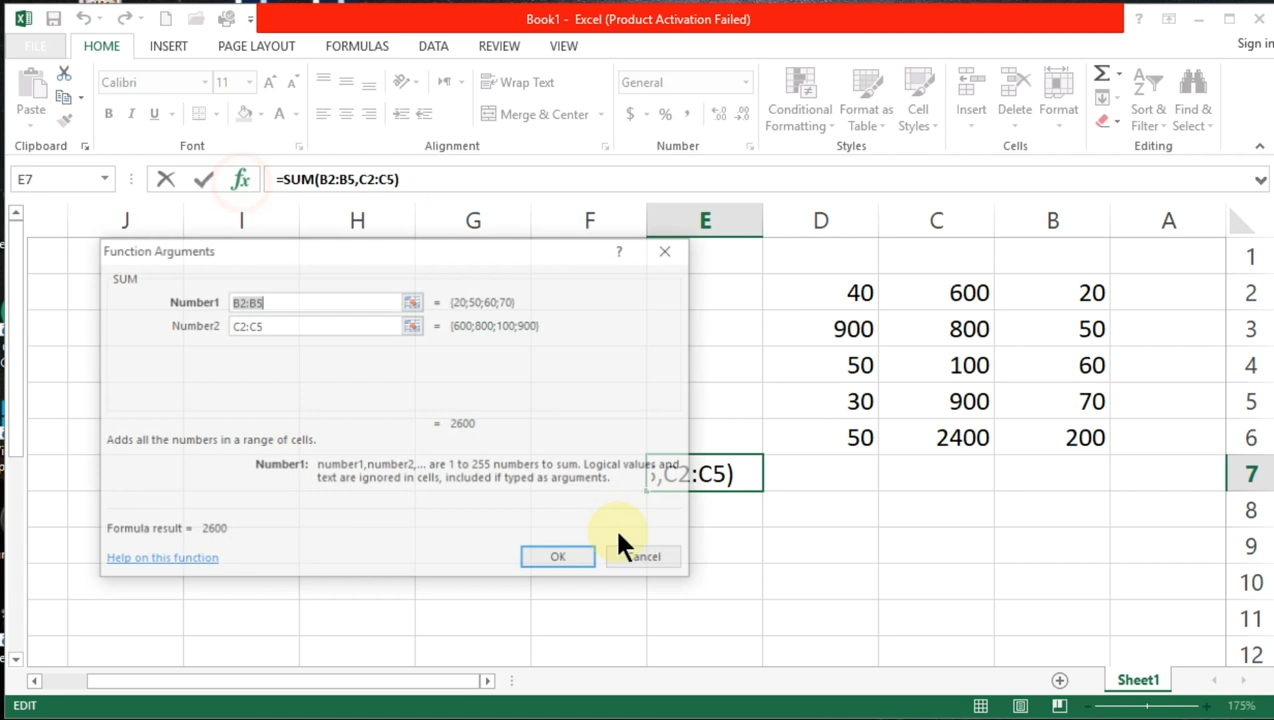 Book1 - Excel (Product Activation Failed)
FILE HOME INSERT PAGE LAYOUT FORMULAS DATA REVIEW VIEW
Sign in
Calibri 11 Wrap Text General
Paste B I U A Merge & Center $ % , Conditional Formatting Format as Table Cell Styles Insert Delete Format Sort & Filter Find & Select
Clipboard Font Alignment Number Styles Cells Editing
E7 fx =SUM(B2:B5,C2:C5)
J I H G F E D C B A
1
40 600 20 2
900 800 50 3
50 100 60 4
30 900 70 5
50 2400 200 6
,C2:C5) 7
8
9
10
11
12
Function Arguments ?
SUM
Number1 B2:B5 = {20;50;60;70}
Number2 C2:C5 = {600;800;100;900}
= 2600
Adds all the numbers in a range of cells.
Number1: number1,number2,... are 1 to 255 numbers to sum. Logical values and
text are ignored in cells, included if typed as arguments.
Formula result = 2600
Help on this function OK Cancel
Sheet1
EDIT 175%